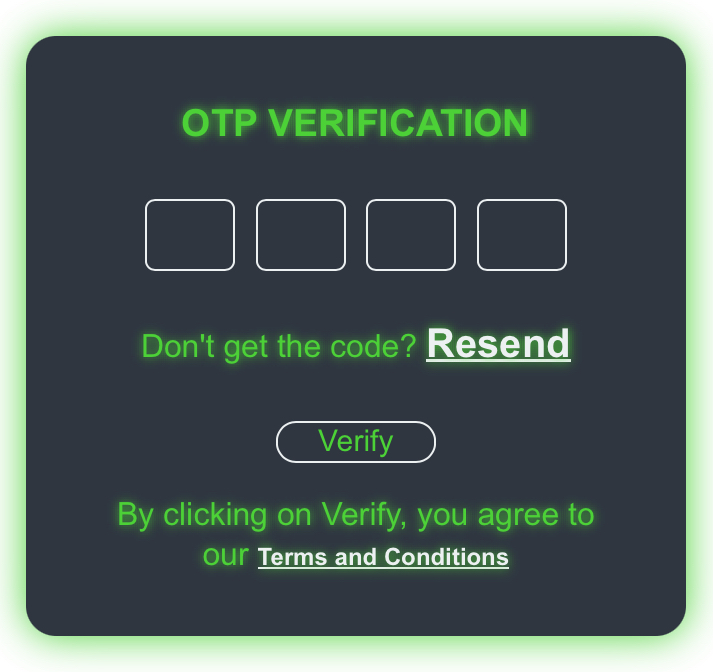 OTP VERIFICATION
Don't get the code? Resend
Verify
By clicking on Verify, you agree to
our Terms and Conditions